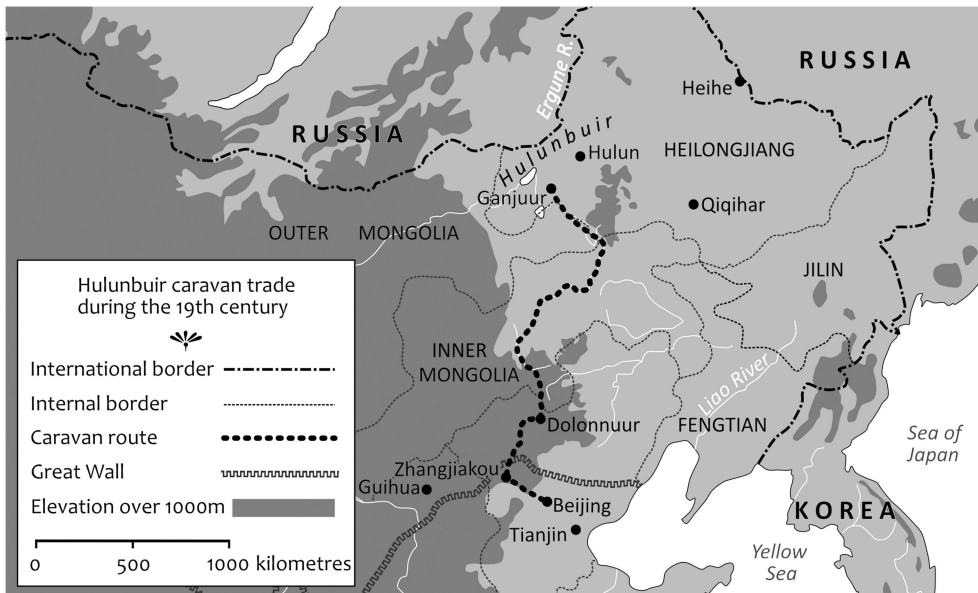 RUSSIA
Ergune R.
Heihe
RUSSIA
Hulunbuir
Hulun
HEILONGJIANG
Ganjuur
Qiqihar
OUTER MONGOLIA
JILIN
INNER
MONGOLIA
Liao River
Dolonnuur
FENGTIAN
Sea of
Japan
Zhangjiakou
Guihua
Beijing
KOREA
Tianjin
Yellow
Sea
Hulunbuir caravan trade
during the 19th century
International border
Internal border
Caravan route
Great Wall
Elevation over 1000m
0 500 1000 kilometres